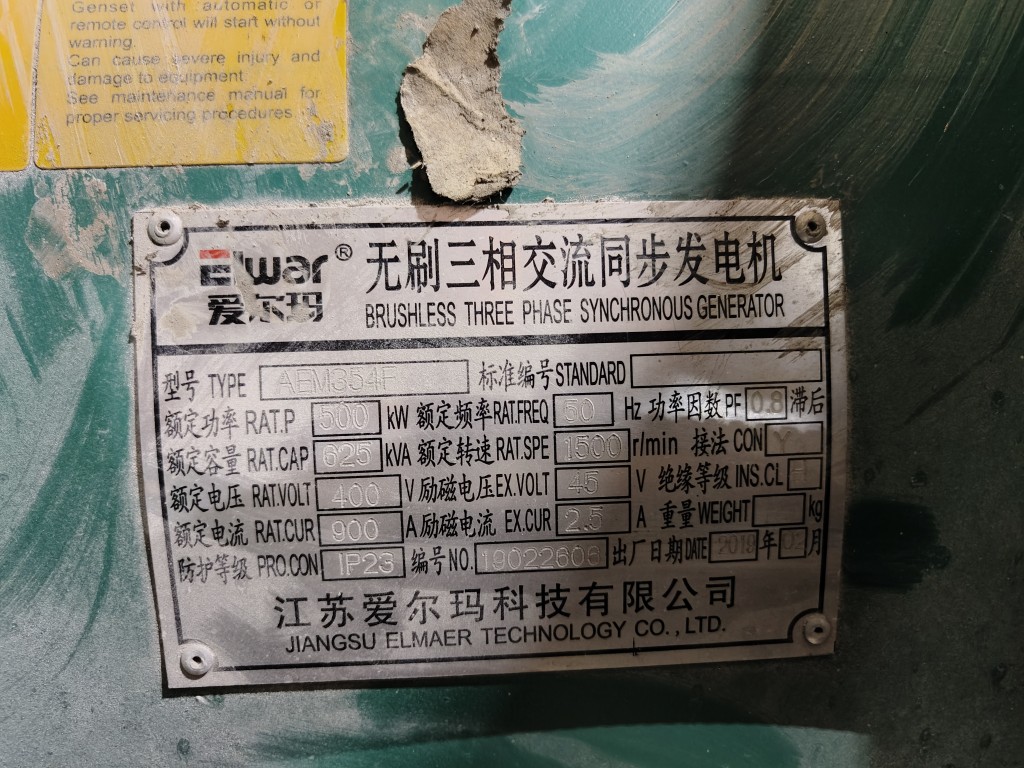 Genset with automatic or
remote control will start without
warning.
Can cause severe injury and
damage to equipment.
See maintenance manual for
proper servicing procedures.
Elwar® 无刷三相交流同步发电机
爱尔玛 BRUSHLESS THREE PHASE SYNCHRONOUS GENERATOR
型号 TYPE AEM354F 标准编号 STANDARD
额定功率 RAT.P 500 kW 额定频率 RAT.FREQ 50 Hz 功率因数 PF 0.8 滞后
额定容量 RAT.CAP 625 kVA 额定转速 RAT.SPE 1500 r/min 接法 CON Y
额定电压 RAT.VOLT 400 V 励磁电压 EX.VOLT 45 V 绝缘等级 INS.CL H
额定电流 RAT.CUR 900 A 励磁电流 EX.CUR 2.5 A 重量 WEIGHT kg
防护等级 PRO.CON IP23 编号 NO. 19022606 出厂日期 DATE 2019 年 02 月
江苏爱尔玛科技有限公司
JIANGSU ELMAER TECHNOLOGY CO.,LTD.